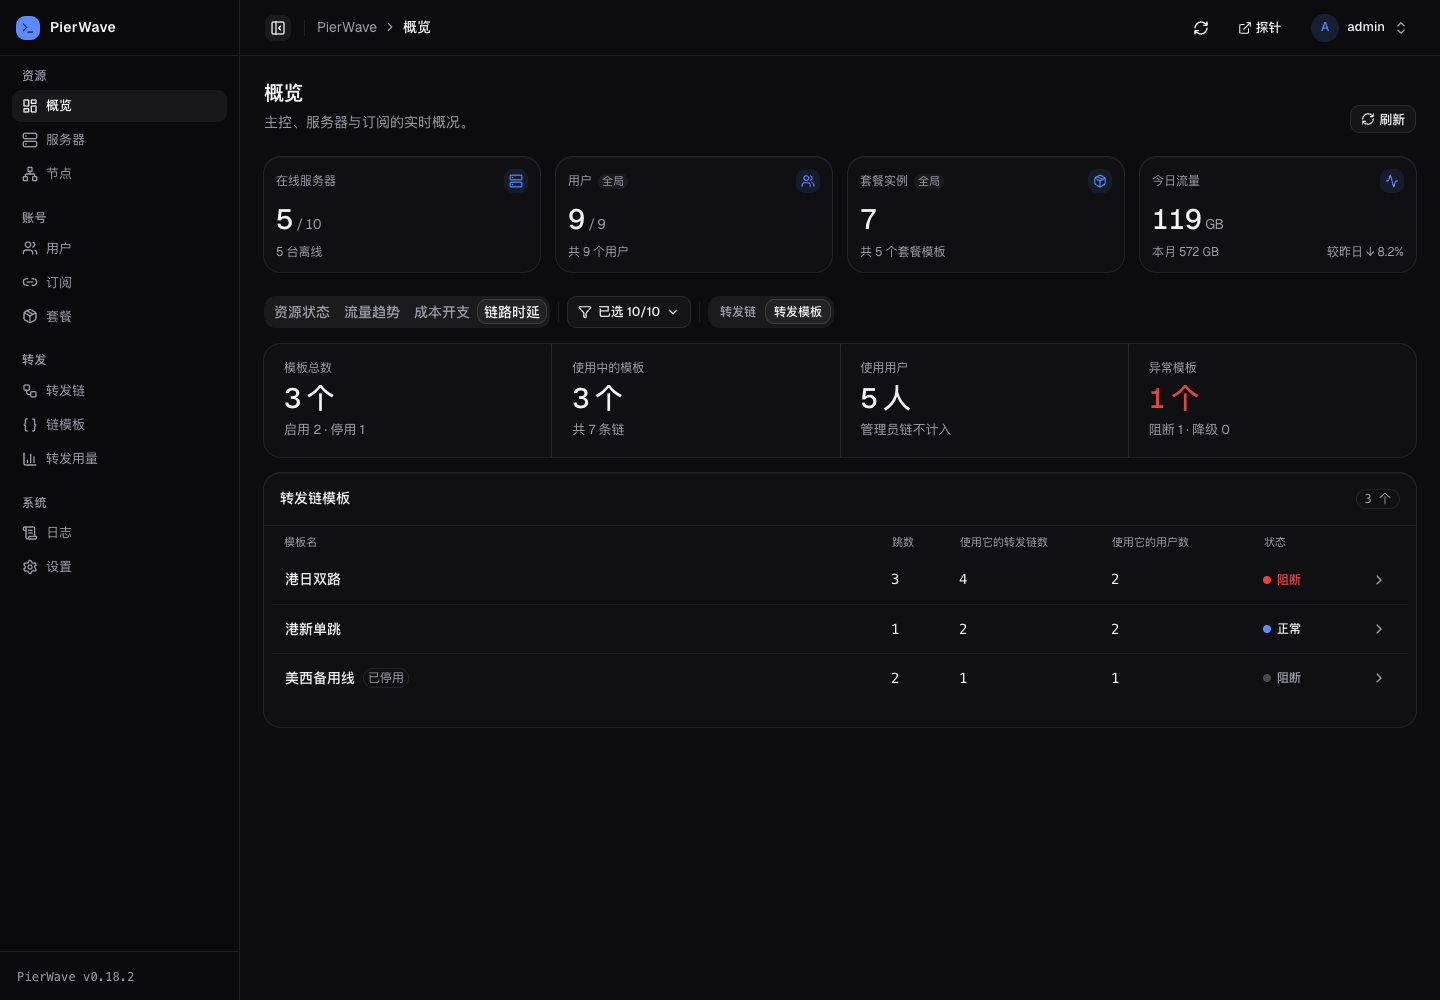 PierWave
PierWave 概览
探针
A admin
资源
概览
服务器
节点
账号
用户
订阅
套餐
转发
转发链
链模板
转发用量
系统
日志
设置
PierWave v0.18.2
概览
主控、服务器与订阅的实时概况。
刷新
在线服务器
5 / 10
5 台离线
用户 全局
9 / 9
共 9 个用户
套餐实例 全局
7
共 5 个套餐模板
今日流量
119 GB
本月 572 GB 较昨日 ↓ 8.2%
资源状态 流量趋势 成本开支 链路时延 已选 10/10 转发链 转发模板
模板总数
3 个
启用 2 · 停用 1
使用中的模板
3 个
共 7 条链
使用用户
5 人
管理员链不计入
异常模板
1 个
阻断 1 · 降级 0
转发链模板 3 个
模板名 跳数 使用它的转发链数 使用它的用户数 状态
港日双路 3 4 2 阻断
港新单跳 1 2 2 正常
美西备用线 已停用 2 1 1 阻断